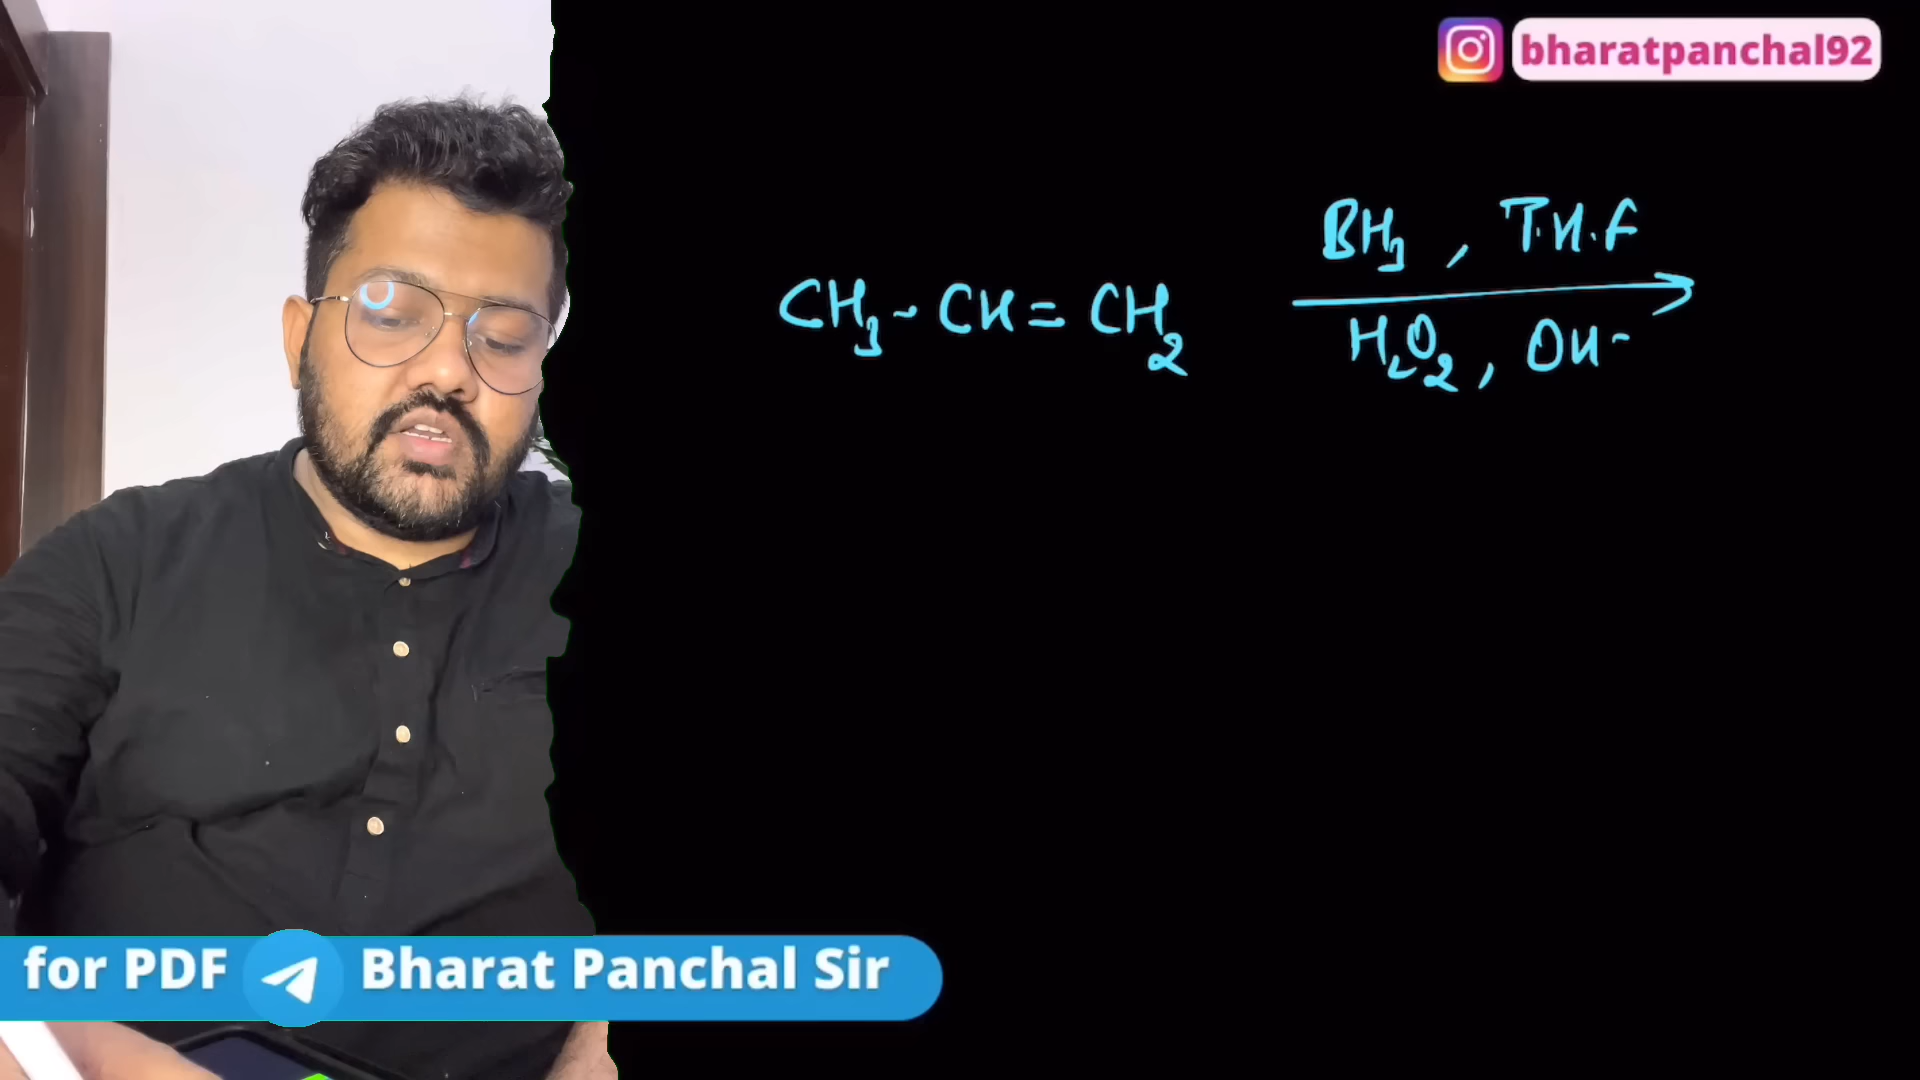 bharatpanchal92
BH₃ , T.H.F
CH₃-CH=CH₂
H₂O₂, OH-
for PDF Bharat Panchal Sir